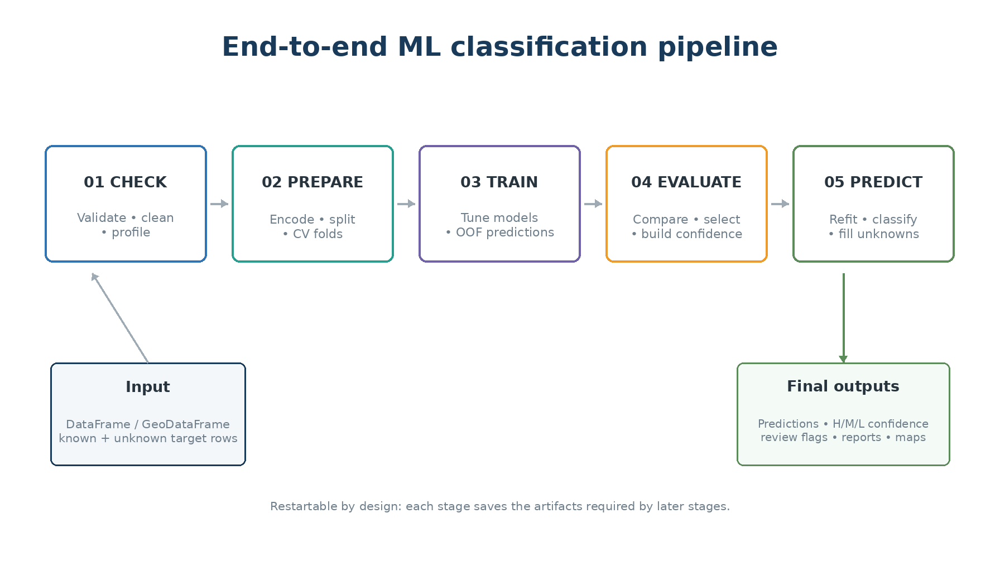 End-to-end ML classification pipeline
01 CHECK
Validate • clean
• profile
02 PREPARE
Encode • split
• CV folds
03 TRAIN
Tune models
• OOF predictions
04 EVALUATE
Compare • select
• build confidence
05 PREDICT
Refit • classify
• fill unknowns
Input
DataFrame / GeoDataFrame
known + unknown target rows
Final outputs
Predictions • H/M/L confidence
review flags • reports • maps
Restartable by design: each stage saves the artifacts required by later stages.